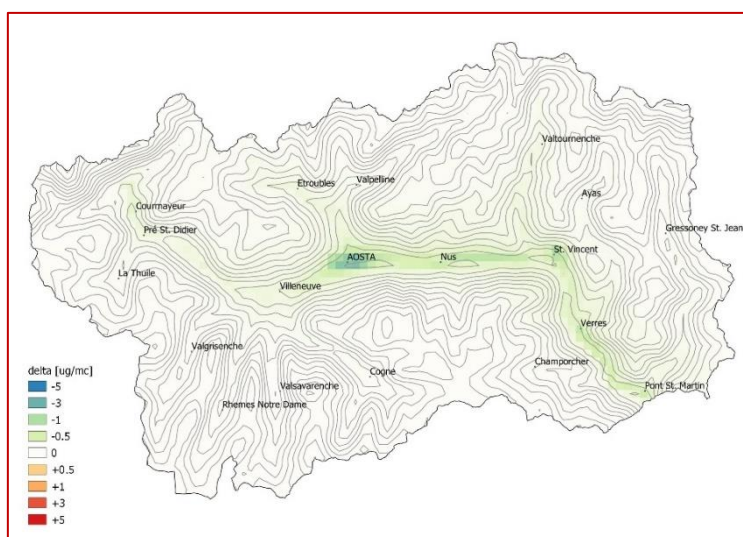 Valtournenche
Etroubles
Valpelline
Ayas
Courmayeur
Pré St. Didier
Gressoney St. Jean
St. Vincent
AOSTA
Nus
La Thuile
Villeneuve
Verres
Valgrisenche
Champorcher
Cogne
Valsavarenche
Pont St. Martin
Rhemes Notre Dame
delta [ug/mc]
-5
-3
-1
-0.5
0
+0.5
+1
+3
+5